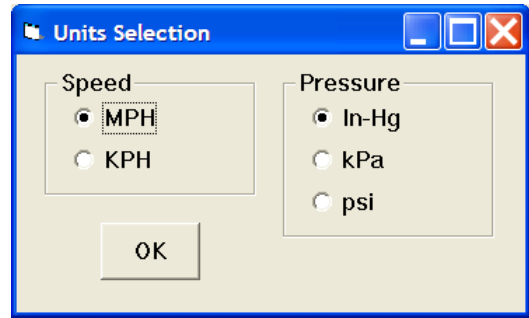 Units Selection
Speed
MPH
KPH
OK
Pressure
In-Hg
kPa
psi